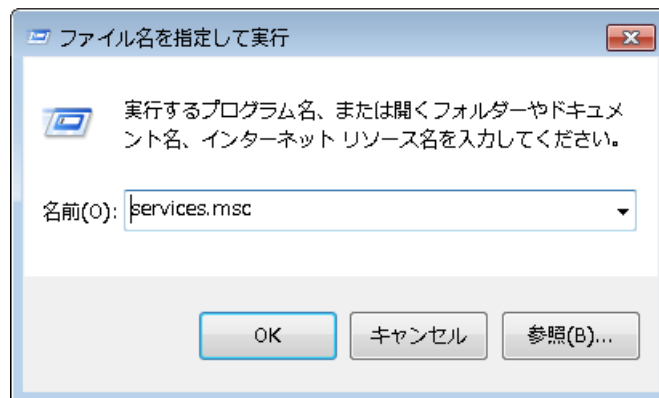 ファイル名を指定して実行
実行するプログラム名、または開くフォルダーやドキュメ
ント名、インターネット リソース名を入力してください。
名前(O): services.msc
OK キャンセル 参照(B)...